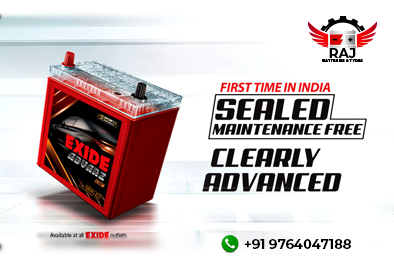 RAJ
BATTERIES & TYRES
FIRST TIME IN INDIA
SEALED
MAINTENANCE FREE
CLEARLY
ADVANCED
EXIDE
ADVANZ
Available at all EXIDE outlets.
+91 9764047188